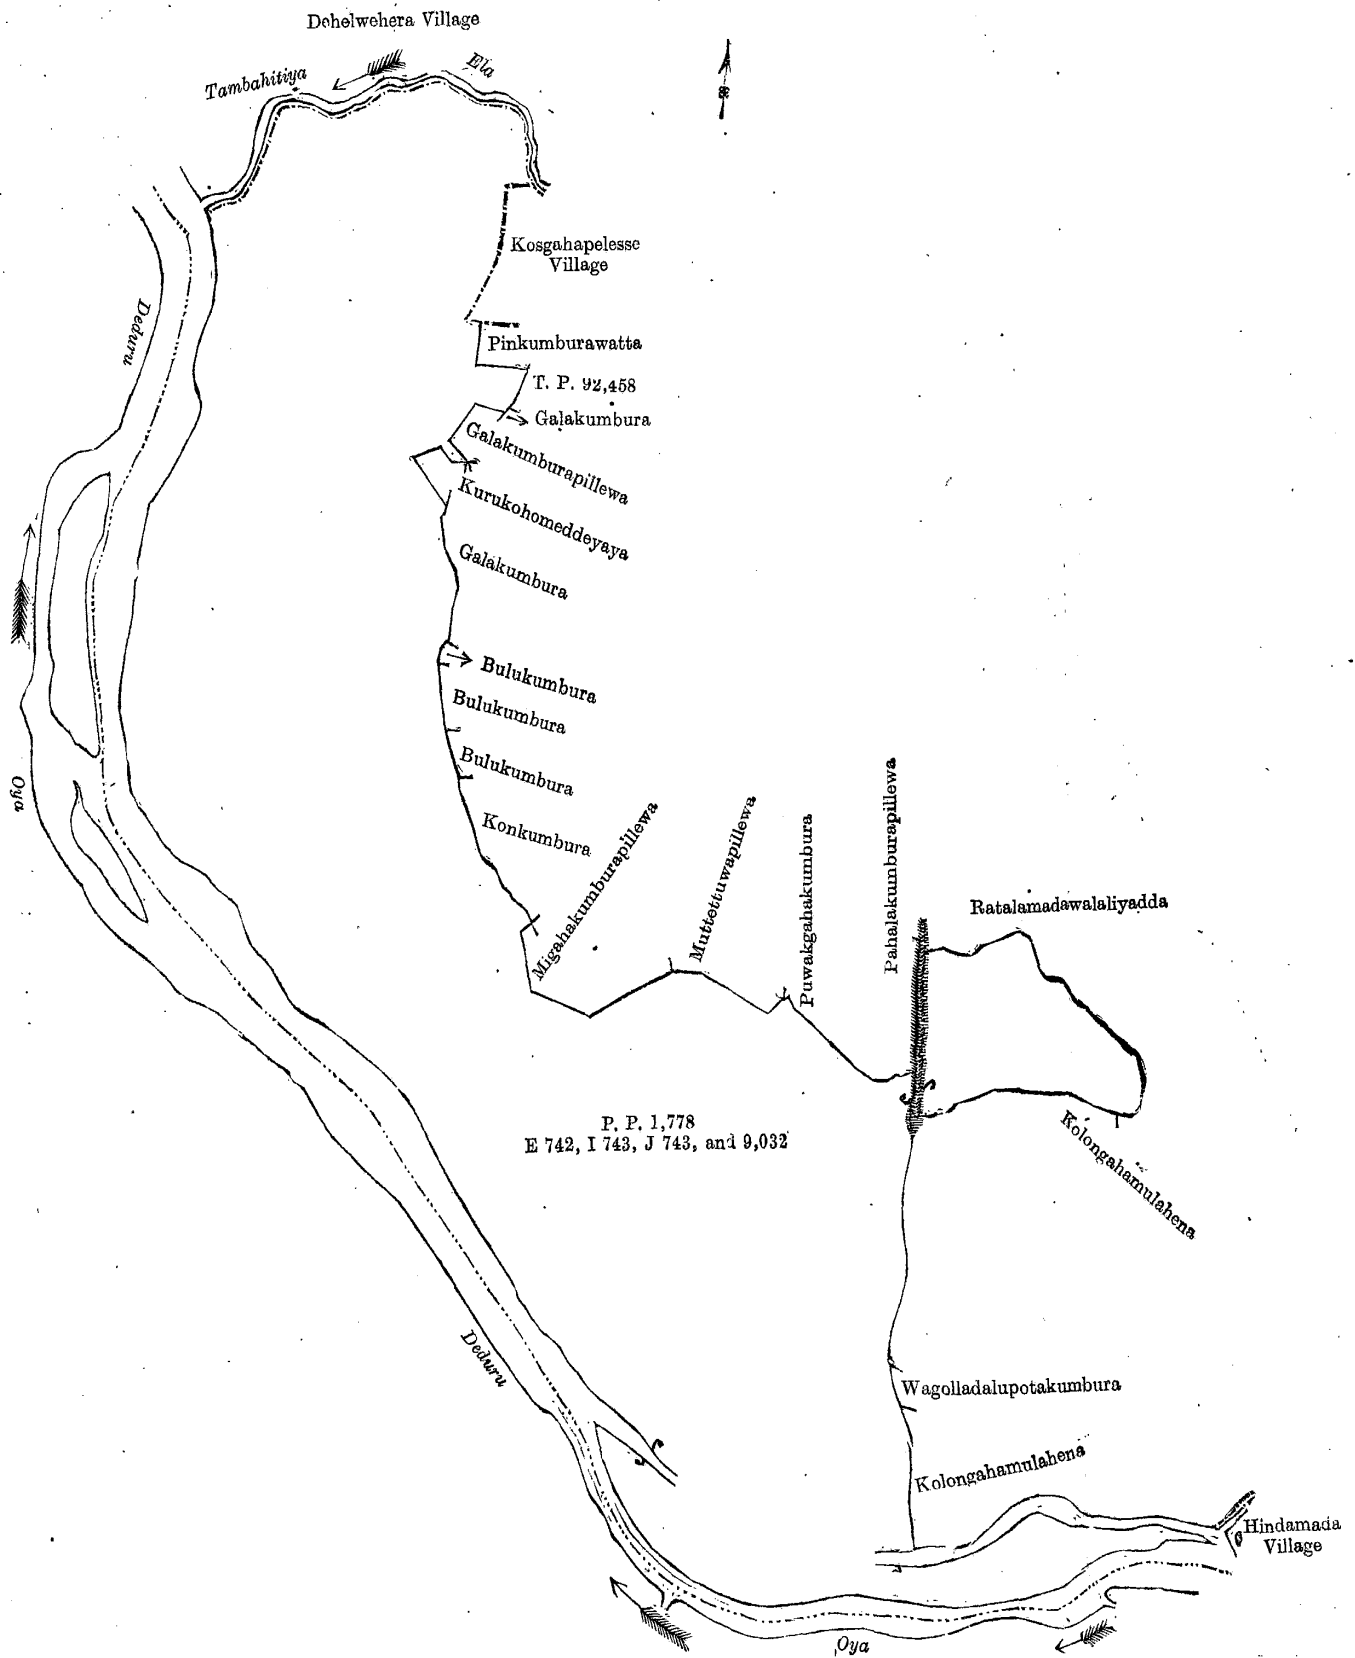 Dohelwehera Village
Tambahitiya
Ela
Kosgahapelesse
Village
Deduru
Pinkumburawatta
T. P. 92,458
Galakumbura
Galakumburapillewa
Kurukohomeddeyaya
Galakumbura
Bulukumbura
Bulukumbura
Bulukumbura
Oya
Konkumbura
Migahakumburapillewa
Muttettuwapillewa
Puwakgahakumbura
Pahalakumburapillewa
Ratalamadawalaliyadda
P. P. 1,778
E 742, I 743, J 743, and 9,032
Kolongahamulahena
Deduru
Wagolladalupotakumbura
Kolongahamulahena
Hindamada
Village
Oya